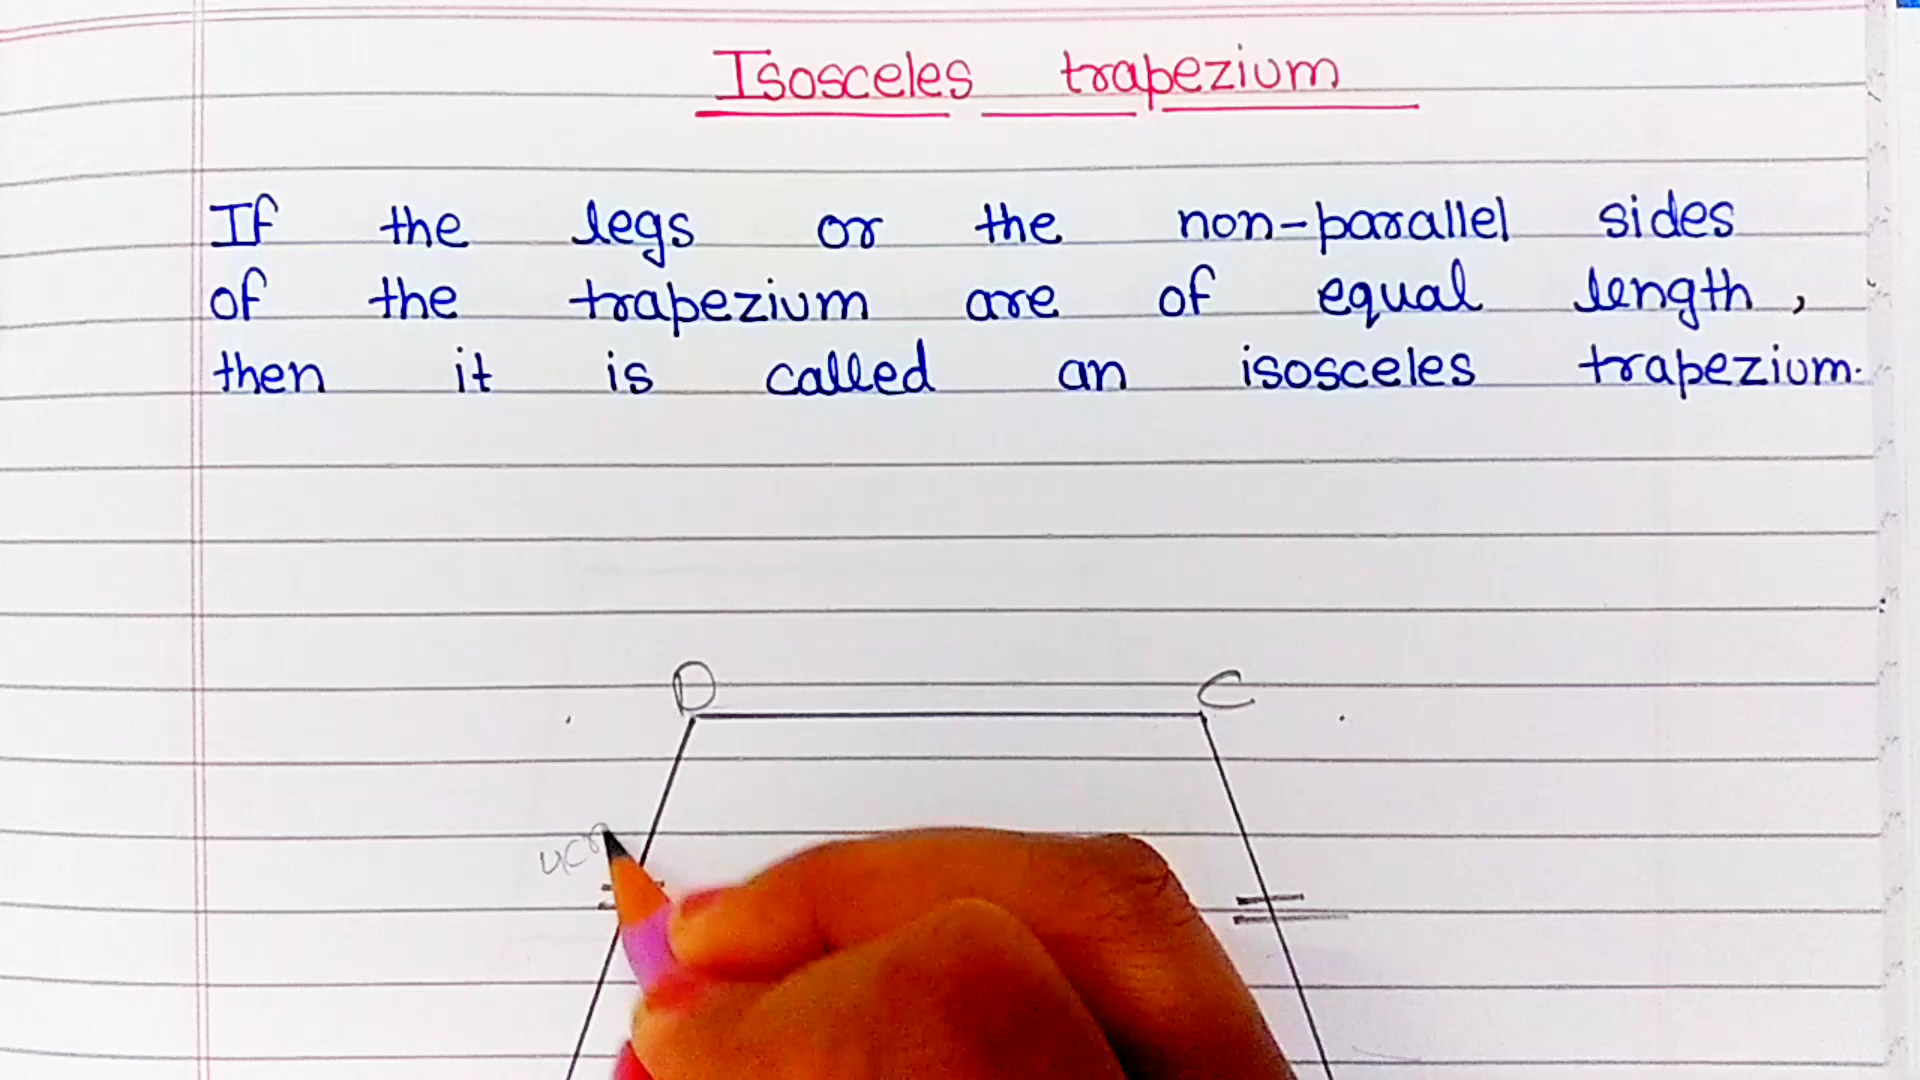 Isosceles trapezium
If the legs or the non-parallel sides
of the trapezium are of equal length,
then it is called an isosceles trapezium.
D C